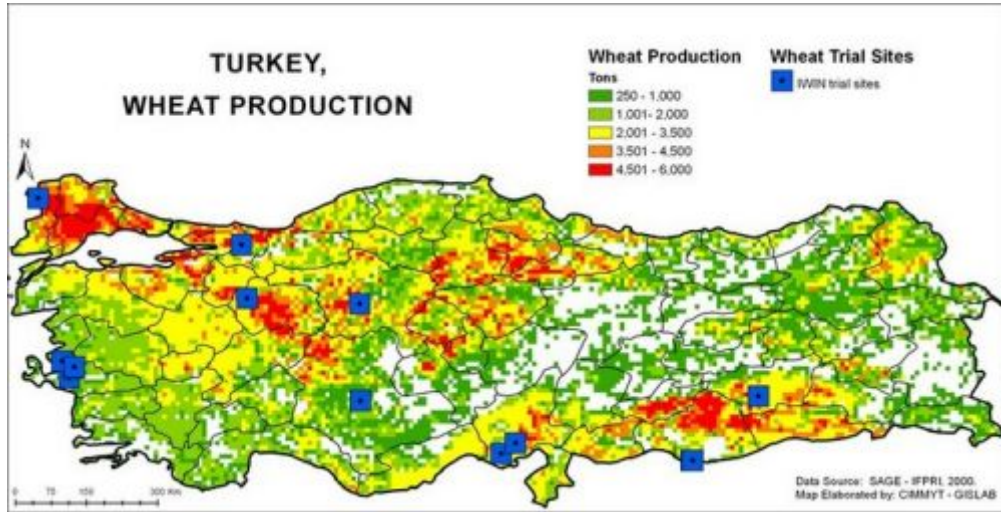 TURKEY,
WHEAT PRODUCTION
Wheat Production
Tons
250 - 1.000
1.001- 2,000
2.001 - 3.500
3.501 - 4.500
4.501 - 6.000
Wheat Trial Sites
IWIN trial sites
N
0 75 150 300 Km
Data Source: SAGE - IFPRI, 2000.
Map Elaborated by: CIMMYT - GISLAB